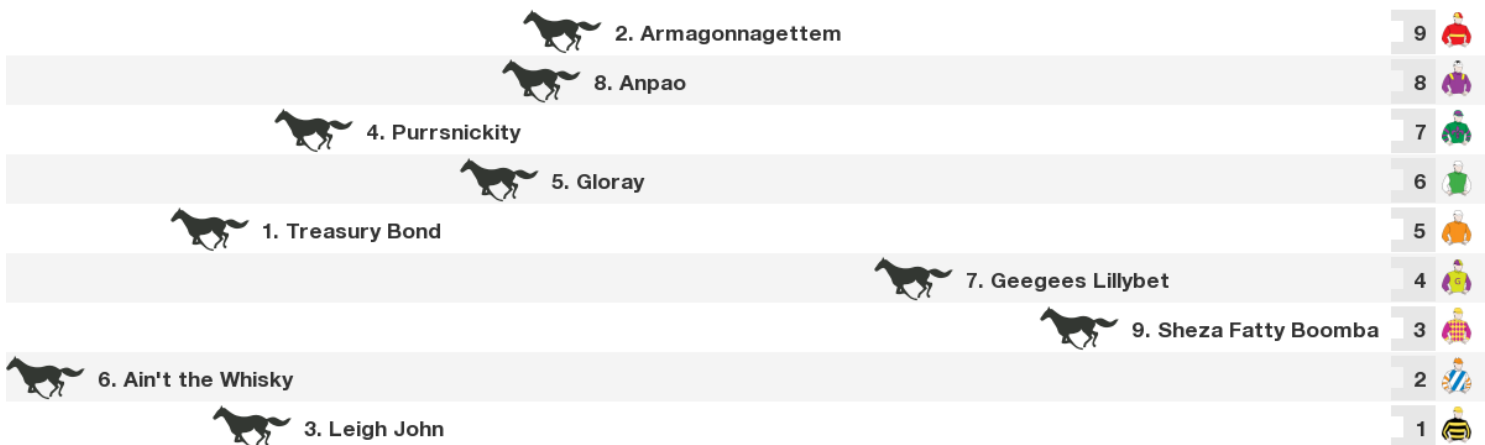 2. Armagonnagettem 9
8. Anpao 8
4. Purrsnickity 7
5. Gloray 6
1. Treasury Bond 5
7. Geegees Lillybet 4 G
9. Sheza Fatty Boomba 3
6. Ain't the Whisky 2
3. Leigh John 1